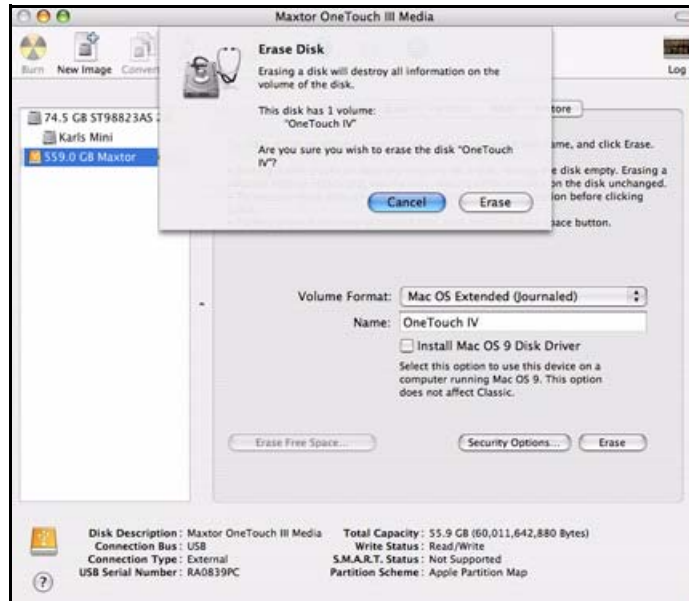 Maxtor OneTouch III Media
Burn New Image Convert
Log
Erase Disk
Erasing a disk will destroy all information on the
volume of the disk.
This disk has 1 volume:
"OneTouch IV"
Are you sure you wish to erase the disk "OneTouch
IV"?
Cancel Erase
74.5 GB ST98823AS
Karls Mini
559.0 GB Maxtor
tore
ame, and click Erase.
e disk empty. Erasing a
on the disk unchanged.
ion before clicking
pace button.
Volume Format: Mac OS Extended (Journaled)
Name: OneTouch IV
Install Mac OS 9 Disk Driver
Select this option to use this device on a
computer running Mac OS 9. This option
does not affect Classic.
Erase Free Space... Security Options... Erase
Disk Description : Maxtor OneTouch III Media Total Capacity : 55.9 GB (60,011,642,880 Bytes)
Connection Bus : USB Write Status : Read/Write
Connection Type : External S.M.A.R.T. Status : Not Supported
USB Serial Number : RA0839PC Partition Scheme : Apple Partition Map
?